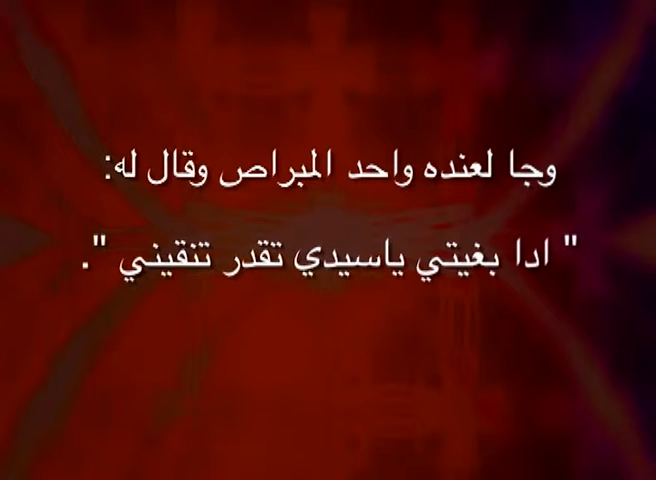 وجا لعنده واحد المبراص وقال له:
" ادا بغيتي ياسيدي تقدر تنقيني ".